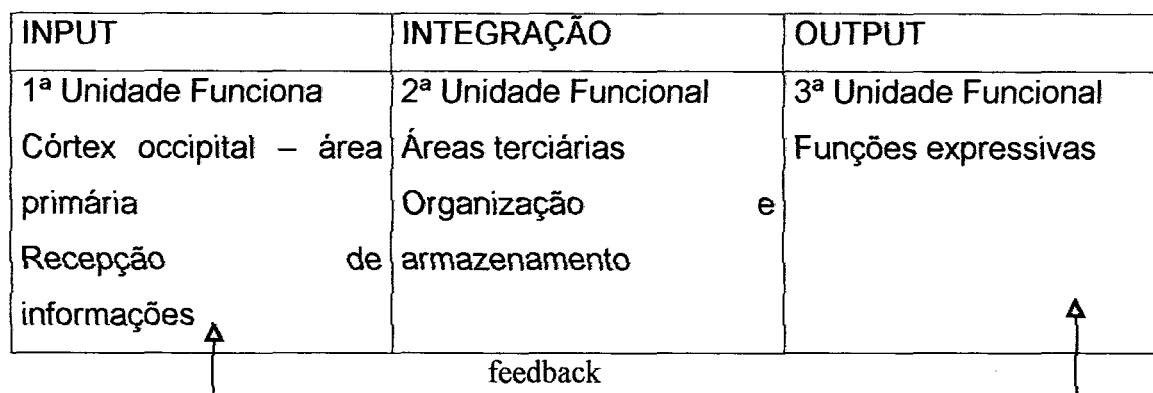 INPUT
INTEGRAÇÃO
OUTPUT
1ª Unidade Funciona
Córtex occipital – área
primária
Recepção de
informações
2ª Unidade Funcional
Áreas terciárias
Organização e
armazenamento
3ª Unidade Funcional
Funções expressivas
feedback